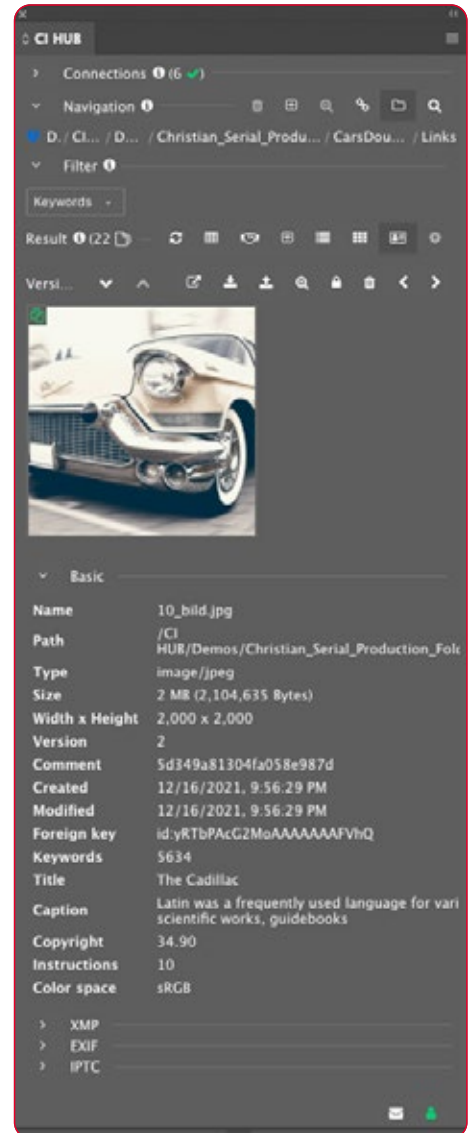 CI HUB
Connections (6 ✓)
Navigation
D. / CI... / D... / Christian_Serial_Produ... / CarsDou... / Links
Filter
Keywords
Result (22
Versi...
Basic
Name 10_bild.jpg
Path /CI
HUB/Demos/Christian_Serial_Production_Fold
Type image/jpeg
Size 2 MB (2,104,635 Bytes)
Width x Height 2,000 x 2,000
Version 2
Comment 5d349a81304fa058e987d
Created 12/16/2021, 9:56:29 PM
Modified 12/16/2021, 9:56:29 PM
Foreign key id:yRTbPAcG2MoAAAAAAAFVhQ
Keywords 5634
Title The Cadillac
Caption Latin was a frequently used language for vari
scientific works, guidebooks
Copyright 34.90
Instructions 10
Color space sRGB
XMP
EXIF
IPTC